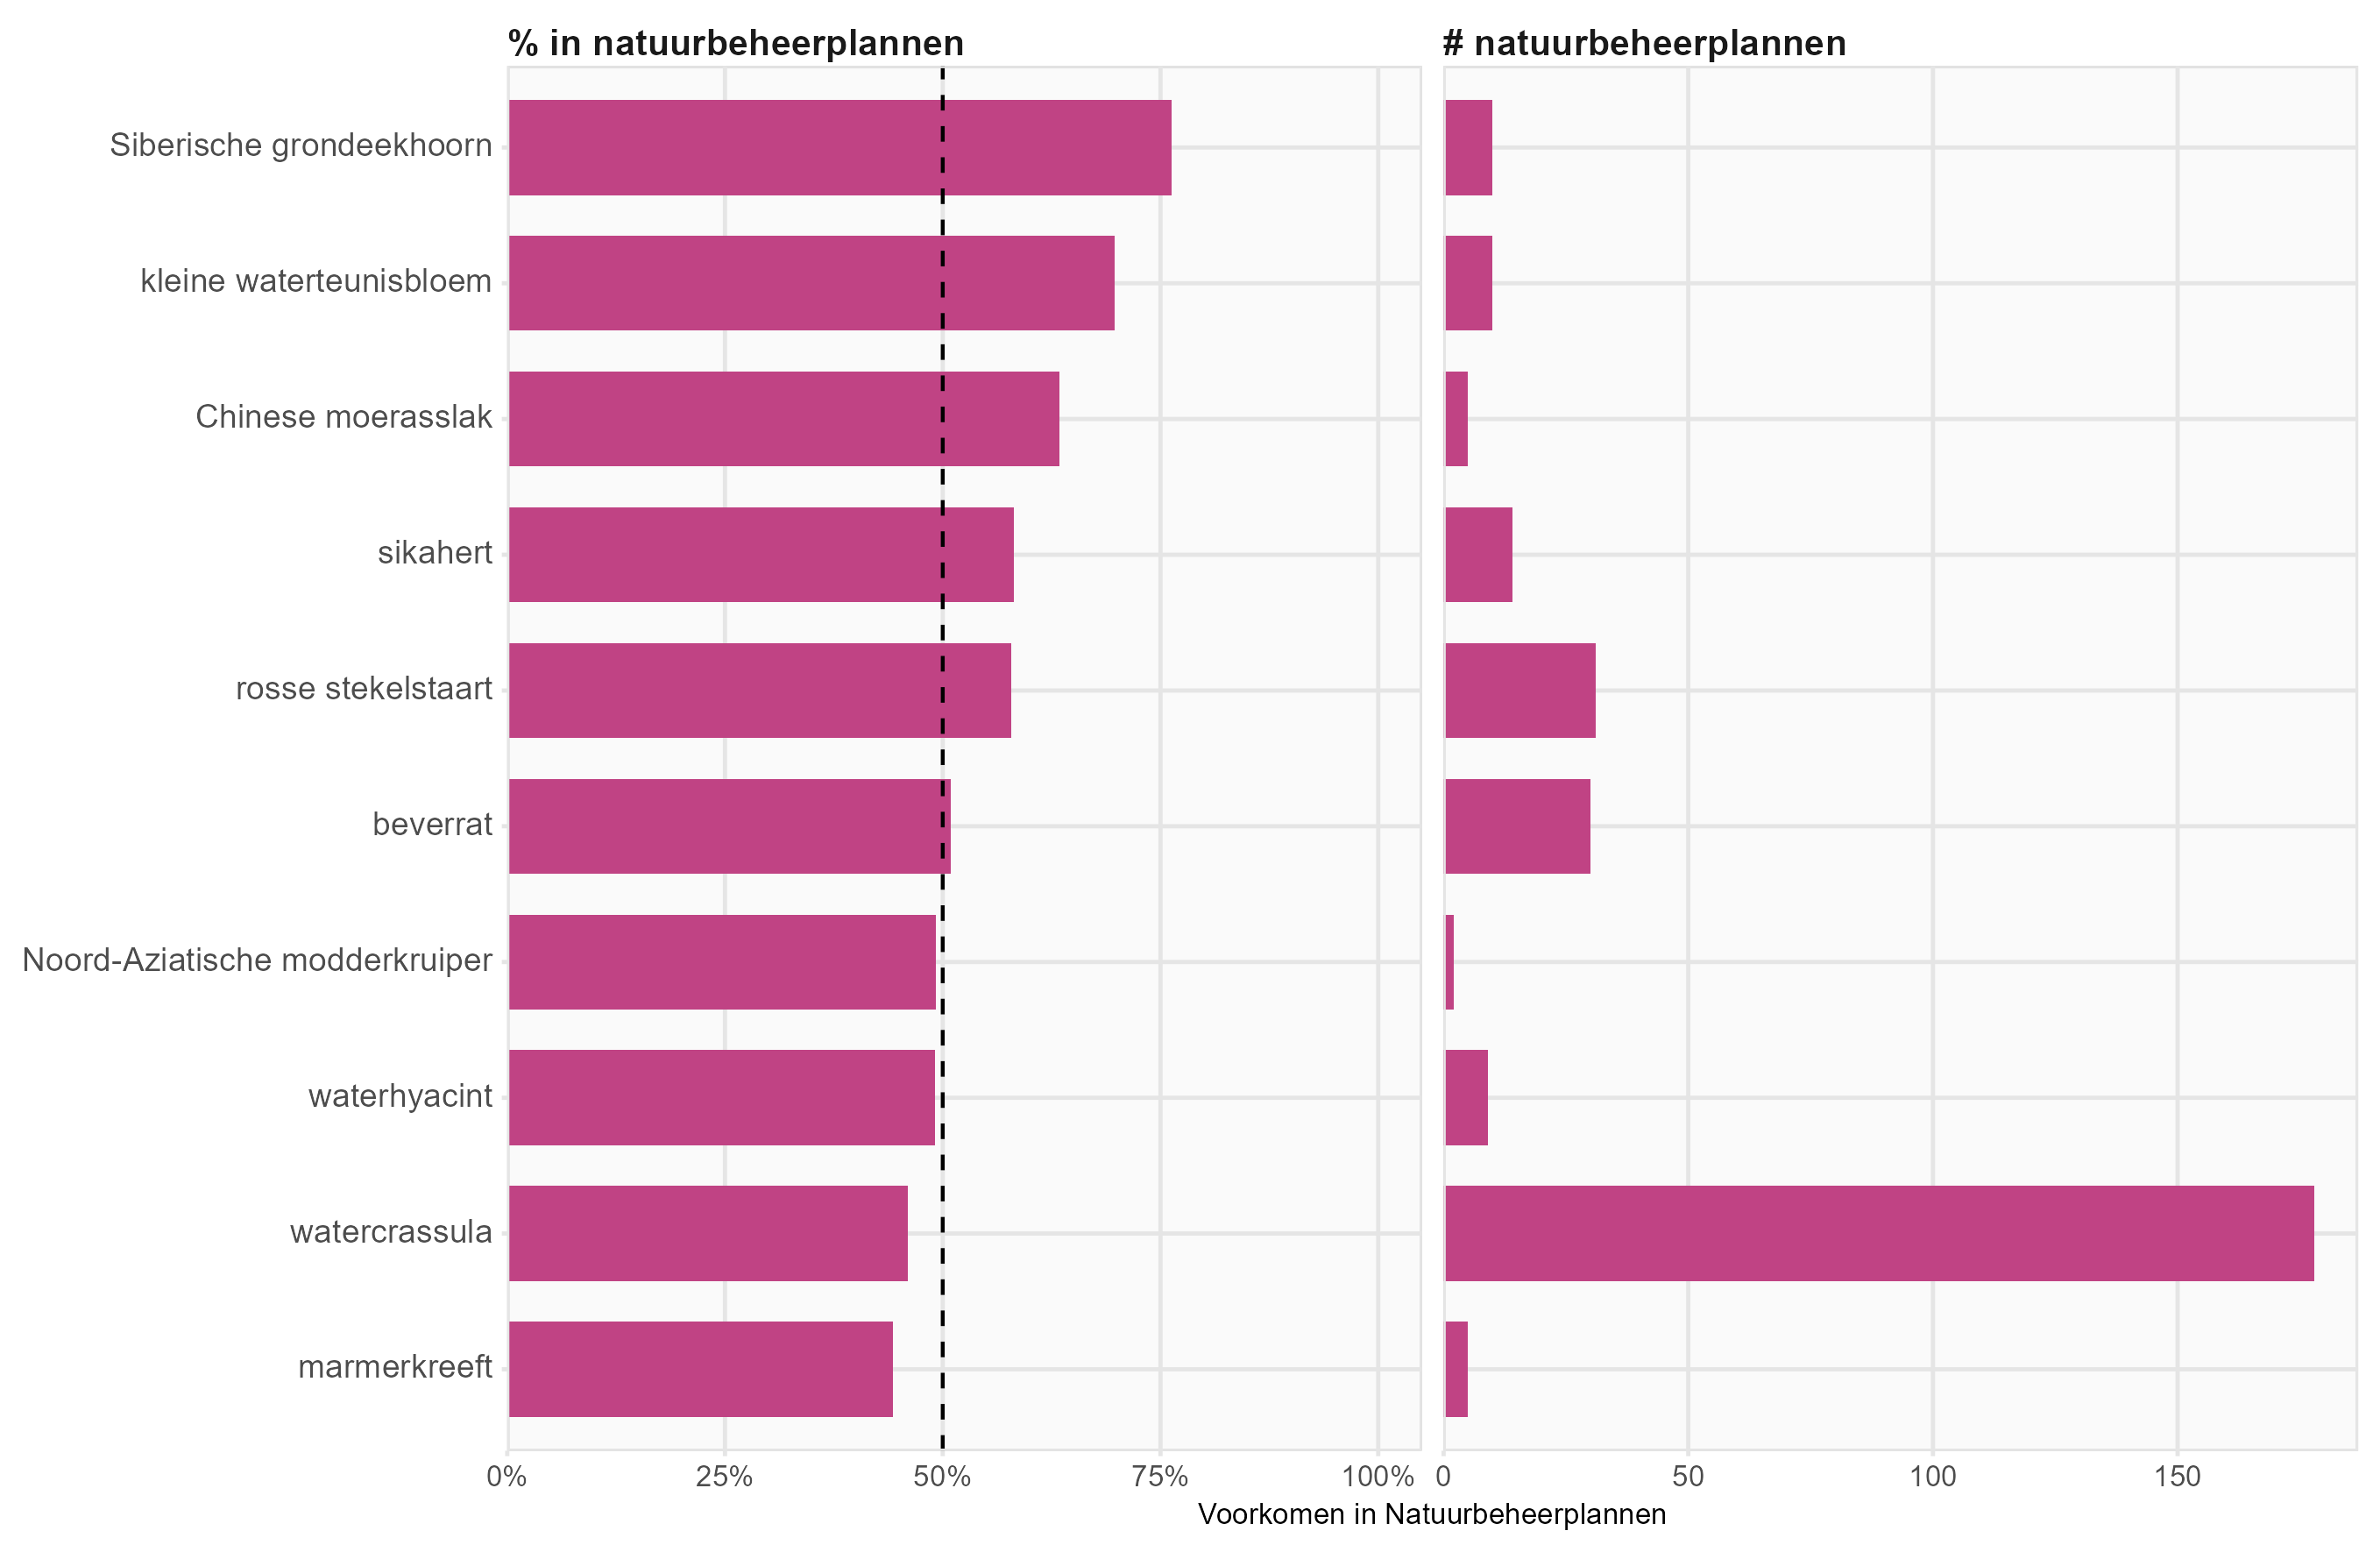 % in natuurbeheerplannen
# natuurbeheerplannen
Siberische grondeekhoorn
kleine waterteunisbloem
Chinese moerasslak
sikahert
rosse stekelstaart
beverrat
Noord-Aziatische modderkruiper
waterhyacint
watercrassula
marmerkreeft
0% 25% 50% 75% 100%
0 50 100 150
Voorkomen in Natuurbeheerplannen